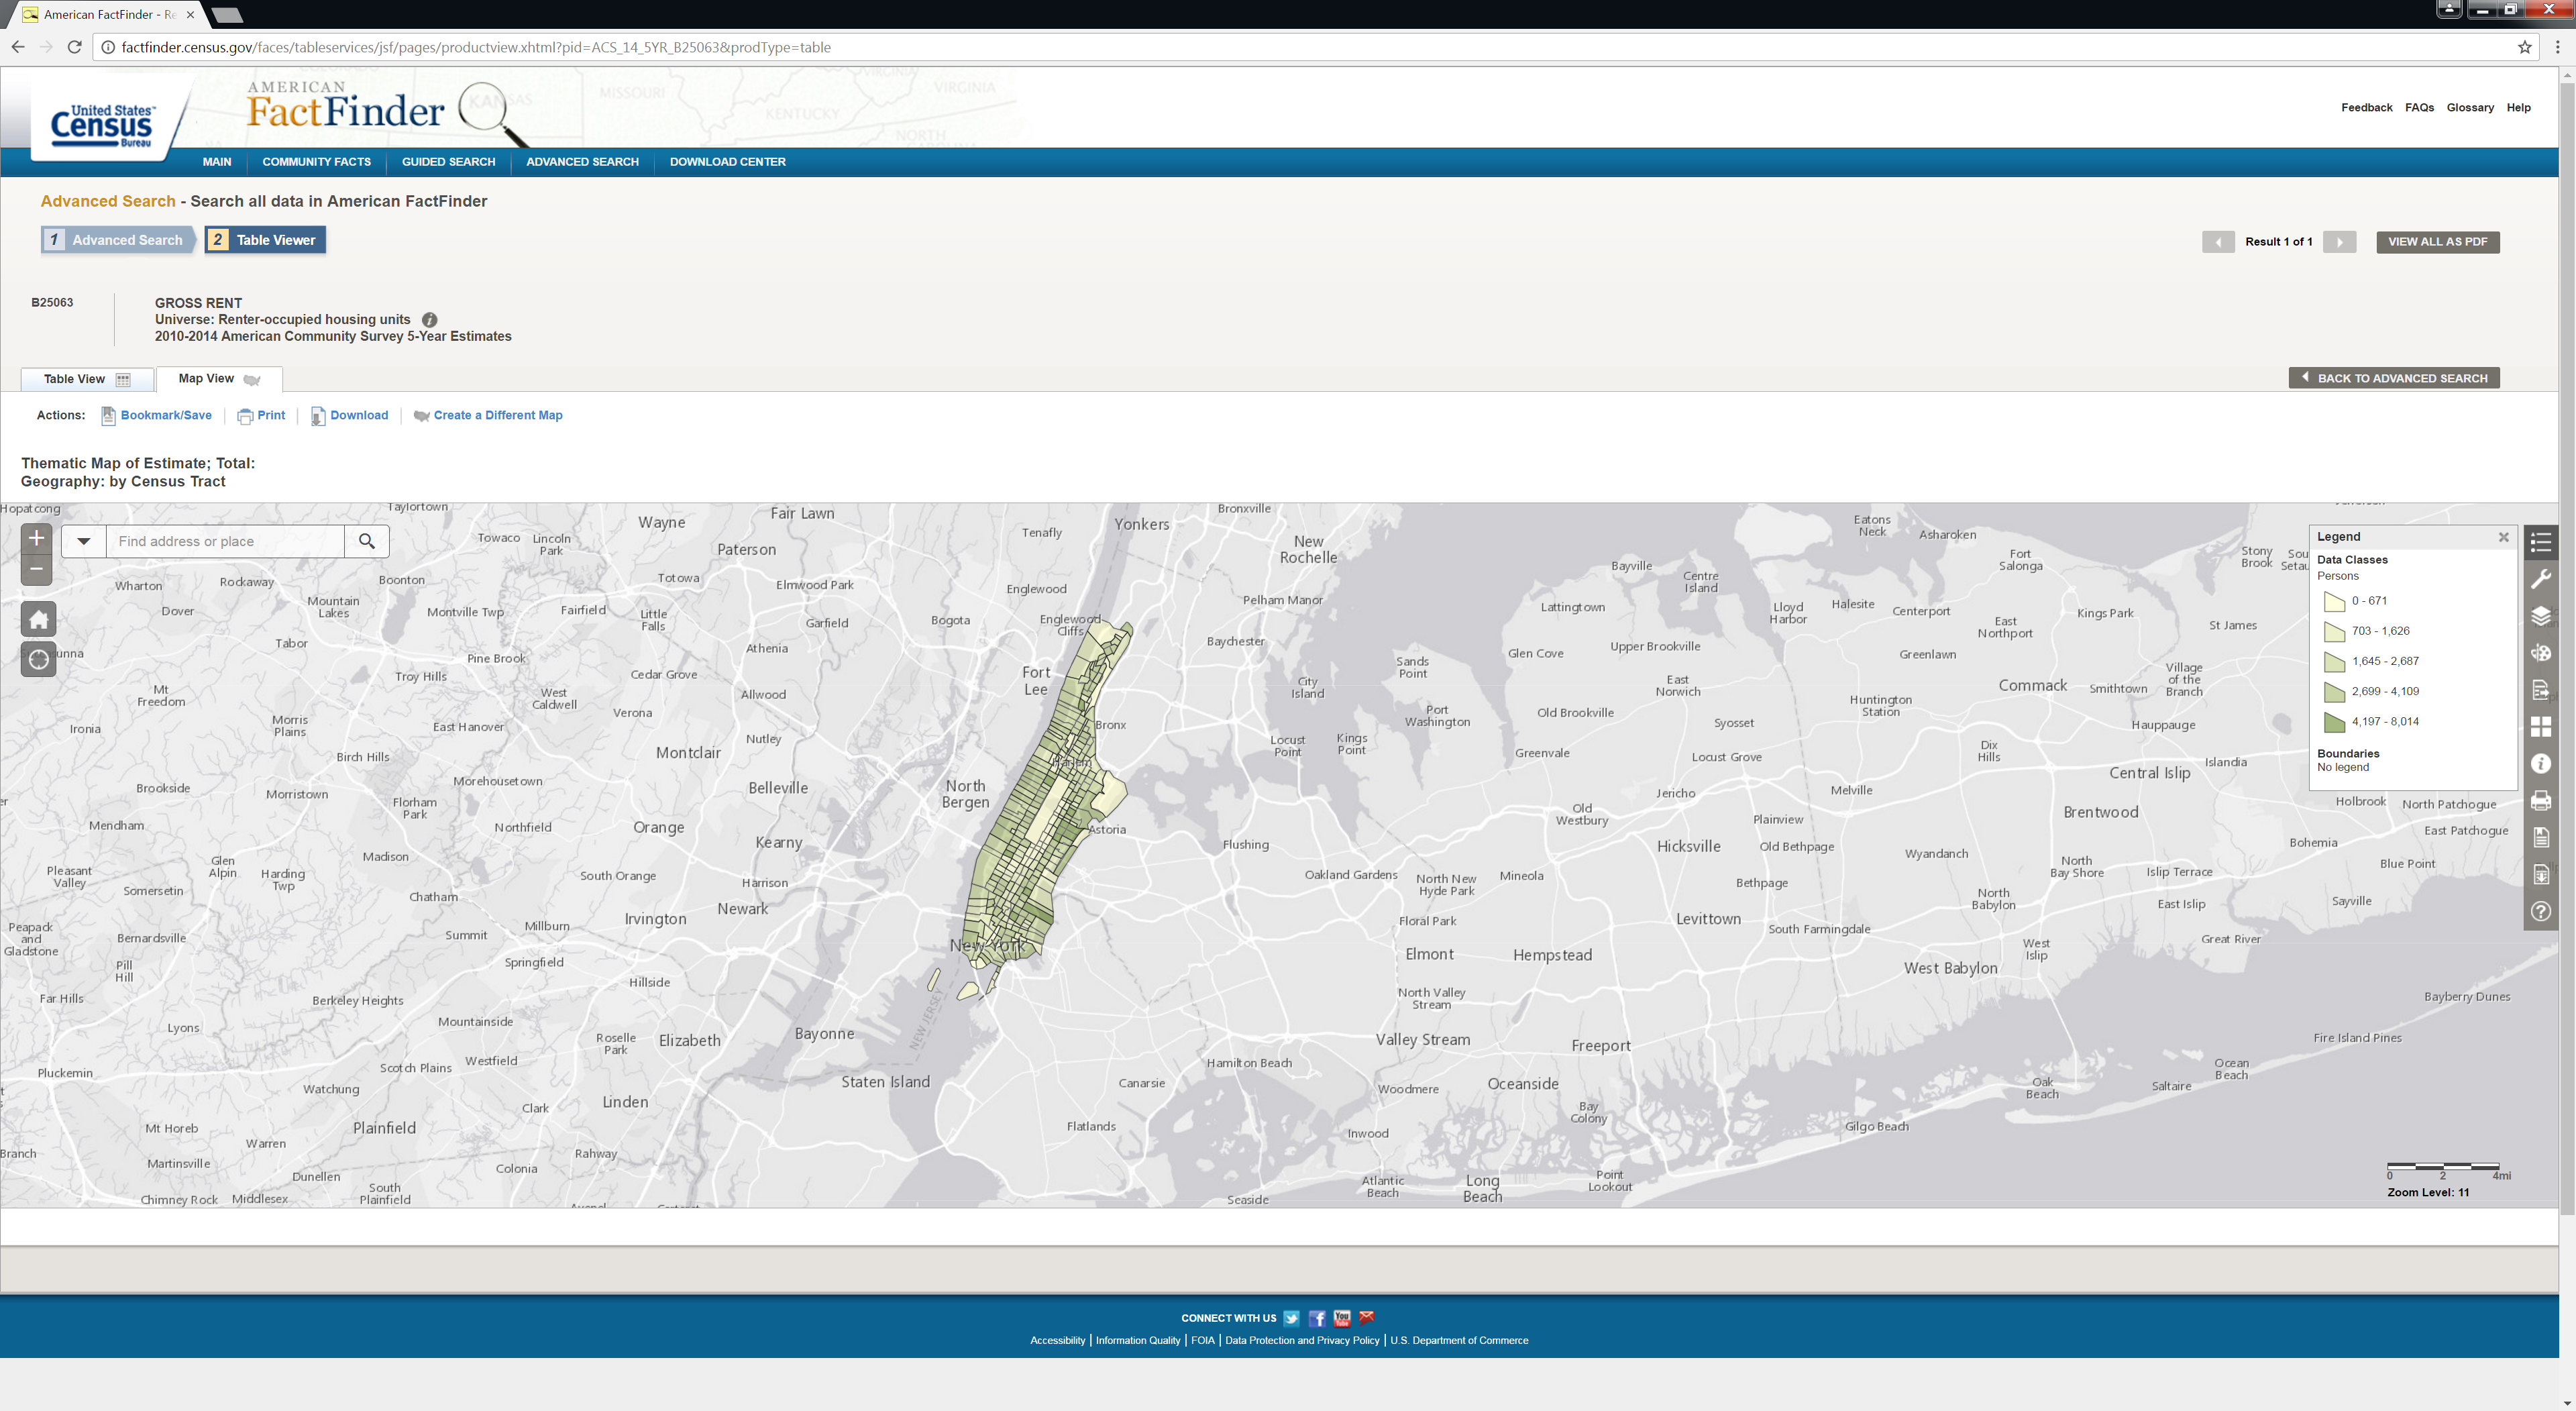 American FactFinder - Re
factfinder.census.gov/faces/tableservices/jsf/pages/productview.xhtml?pid=ACS_14_5YR_B25063&prodType=table
United States™
Census
Bureau
AMERICAN
FactFinder
KANSAS
MISSOURI
KENTUCKY
VIRGINIA
VIRGINIA
NORTH
CAROLINA
Feedback FAQs Glossary Help
MAIN COMMUNITY FACTS GUIDED SEARCH ADVANCED SEARCH DOWNLOAD CENTER
Advanced Search - Search all data in American FactFinder
1 Advanced Search 2 Table Viewer
Result 1 of 1 VIEW ALL AS PDF
B25063
GROSS RENT
Universe: Renter-occupied housing units
2010-2014 American Community Survey 5-Year Estimates
Table View Map View
BACK TO ADVANCED SEARCH
Actions: Bookmark/Save Print Download Create a Different Map
Thematic Map of Estimate; Total:
Geography: by Census Tract
Find address or place
Hopatcong
Taylortown
Wayne
Fair Lawn
Tenafly
Yonkers
Bronxville
New
Rochelle
Eatons
Neck
Asharoken
Fort
Salonga
Stony
Brook
Towaco
Lincoln
Park
Paterson
Wharton
Rockaway
Boonton
Totowa
Elmwood Park
Englewood
Pelham Manor
Bayville
Centre
Island
Dover
Mountain
Lakes
Montville Twp
Fairfield
Little
Falls
Garfield
Bogota
Englewood
Cliffs
Baychester
Lattingtown
Lloyd
Harbor
Halesite
Centerport
East
Northport
Kings Park
St James
Tabor
Pine Brook
Athenia
Glen Cove
Upper Brookville
Greenlawn
Troy Hills
Cedar Grove
Fort
Lee
City
Island
Sands
Point
East
Norwich
Commack
Smithtown
Village
of the
Branch
Mt
Freedom
West
Caldwell
Verona
Allwood
Port
Washington
Old Brookville
Syosset
Huntington
Station
Hauppauge
Ironia
Morris
Plains
East Hanover
Nutley
Bronx
Locust
Point
Kings
Point
Greenvale
Locust Grove
Dix
Hills
Islandia
Birch Hills
Montclair
Harlem
Central Islip
Brookside
Morristown
Morehousetown
Florham
Park
Belleville
North
Bergen
Jericho
Melville
Brentwood
Holbrook
North Patchogue
Mendham
Northfield
Orange
Kearny
Astoria
Old
Westbury
Plainview
East Patchogue
Madison
Flushing
Hicksville
Old Bethpage
Wyandanch
Bohemia
Blue Point
Pleasant
Valley
Glen
Alpin
Harding
Twp
South Orange
Harrison
Oakland Gardens
North New
Hyde Park
Mineola
Bethpage
North
Bay Shore
Islip Terrace
Somersetin
Chatham
Irvington
Newark
Floral Park
Levittown
North
Babylon
East Islip
Sayville
Peapack
and
Gladstone
Bernardsville
Summit
Millburn
New York
Elmont
Hempstead
South Farmingdale
West
Islip
Great River
Pill
Hill
Springfield
Hillside
West Babylon
Far Hills
Berkeley Heights
North Valley
Stream
Bayberry Dunes
Lyons
Mountainside
Roselle
Park
Elizabeth
Bayonne
NEW JERSEY
Valley Stream
Freeport
Fire Island Pines
Pluckemin
Scotch Plains
Westfield
Hamilton Beach
Ocean
Beach
Watchung
Staten Island
Canarsie
Woodmere
Oceanside
Oak
Beach
Saltaire
Clark
Linden
Bay
Colony
Mt Horeb
Plainfield
Flatlands
Inwood
Gilgo Beach
Warren
Branch
Martinsville
Rahway
Dunellen
Colonia
Chimney Rock
Middlesex
South
Plainfield
Seaside
Atlantic
Beach
Long
Beach
Point
Lookout
Legend
Data Classes
Persons
0 - 671
703 - 1,626
1,645 - 2,687
2,699 - 4,109
4,197 - 8,014
Boundaries
No legend
0 2 4mi
Zoom Level: 11
CONNECT WITH US
Accessibility | Information Quality | FOIA | Data Protection and Privacy Policy | U.S. Department of Commerce